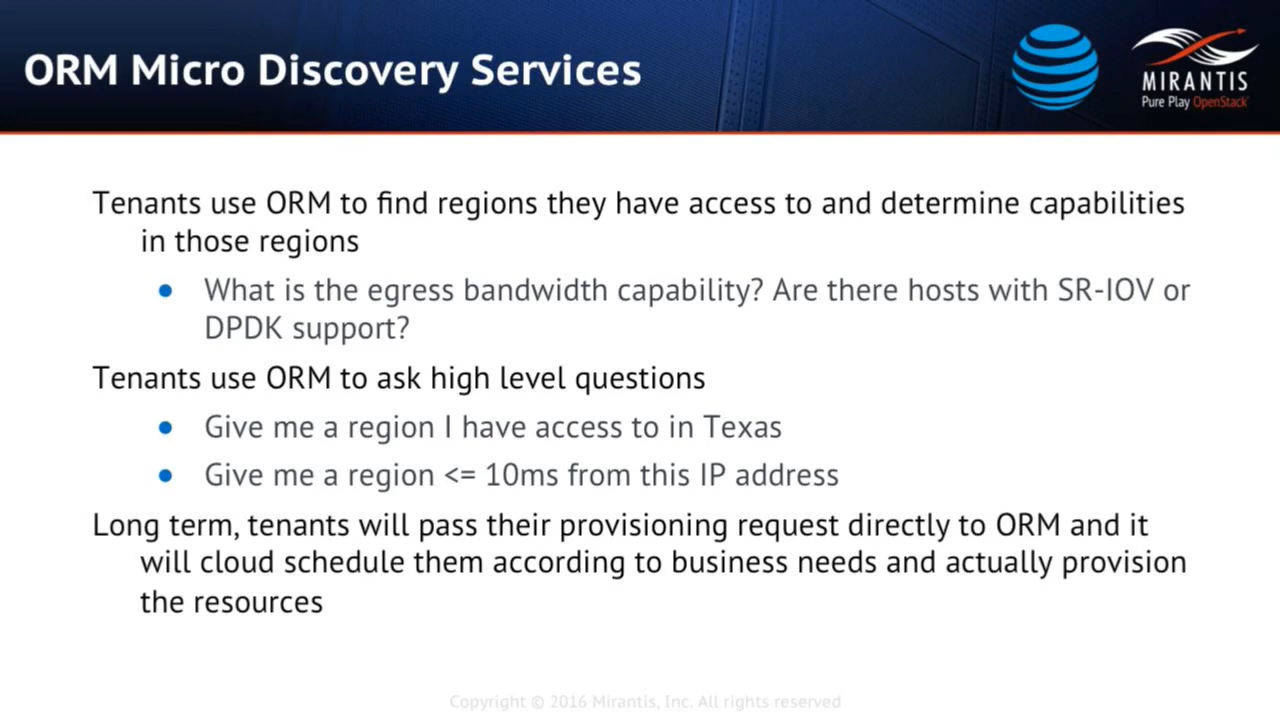 ORM Micro Discovery Services
MIRANTIS
Pure Play OpenStack
Tenants use ORM to find regions they have access to and determine capabilities
in those regions
● What is the egress bandwidth capability? Are there hosts with SR-IOV or
DPDK support?
Tenants use ORM to ask high level questions
● Give me a region I have access to in Texas
● Give me a region <= 10ms from this IP address
Long term, tenants will pass their provisioning request directly to ORM and it
will cloud schedule them according to business needs and actually provision
the resources
Copyright © 2016 Mirantis, Inc. All rights reserved